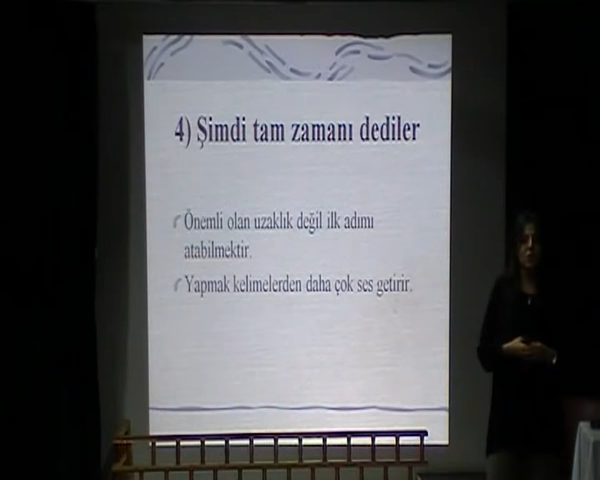 4) Şimdi tam zamanı dediler
Önemli olan uzaklık değil ilk adımı
atabilmektir.
Yapmak kelimelerden daha çok ses getirir.